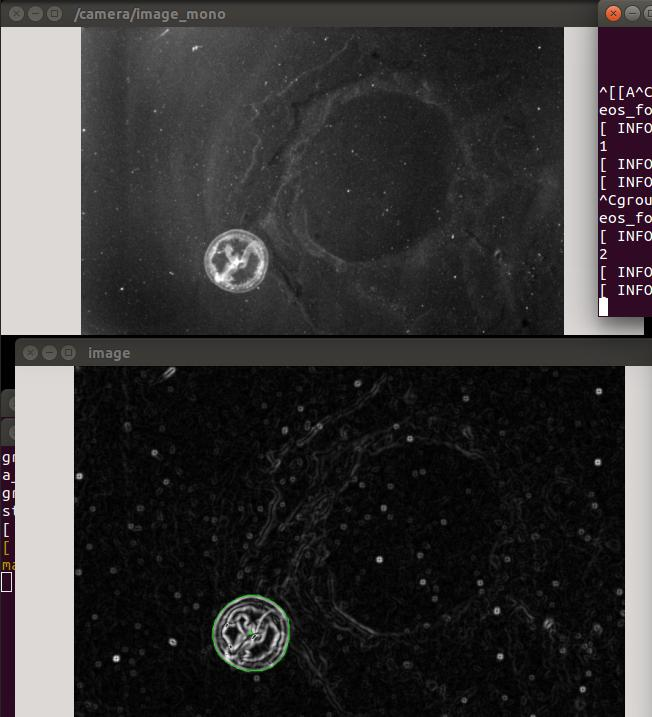 /camera/image_mono
^[[A^C
eos_fo
[ INFO
1
[ INFO
[ INFO
^Cgrou
eos_fo
[ INFO
2
[ INFO
[ INFO
image
gr
a_
gr
st
[
[
ma